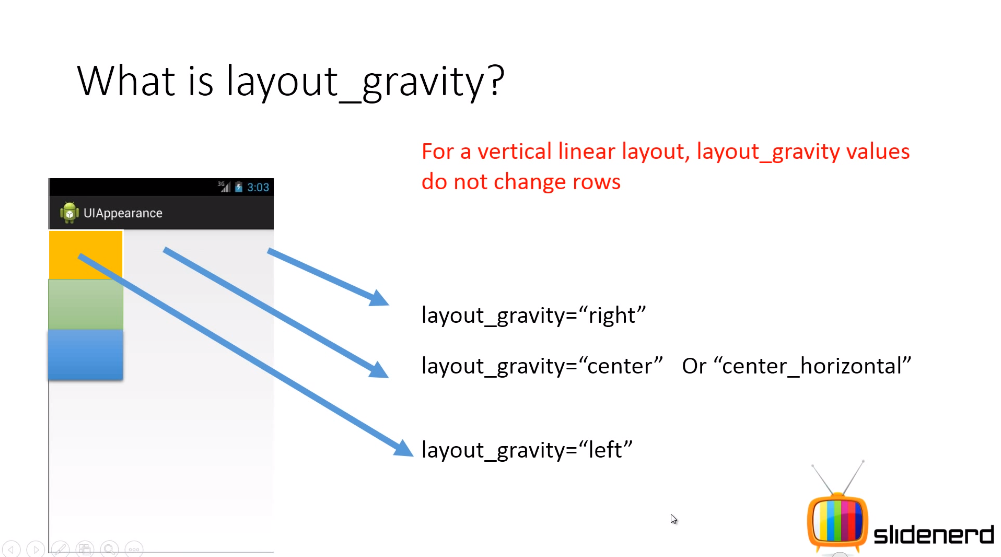 What is layout_gravity?
For a vertical linear layout, layout_gravity values
do not change rows
3G 3:03
UIAppearance
layout_gravity=“right”
layout_gravity=“center” Or “center_horizontal”
layout_gravity=“left”
slidenerd